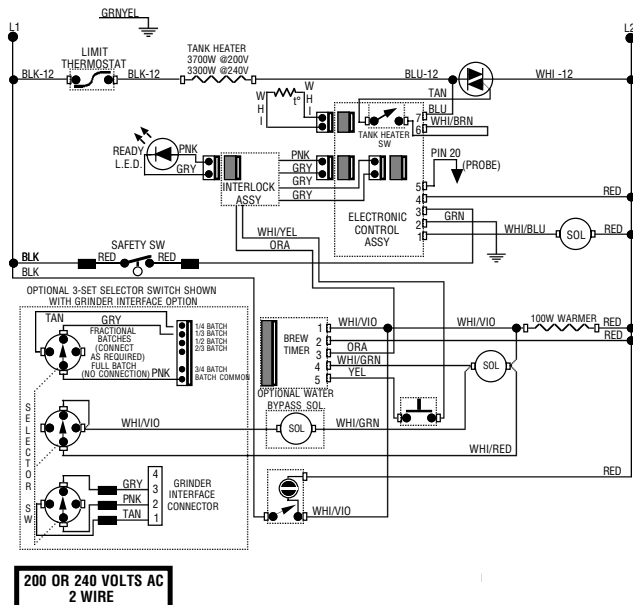 GRNYEL
L1
L2
LIMIT
THERMOSTAT
TANK HEATER
3700W @200V
3300W @240V
BLK-12
BLK-12
BLU-12
WHI -12
TAN
BLU
WHI/BRN
W
H
I
t°
W
H
I
7
6
TANK HEATER
SW
PIN 20
(PROBE)
READY
L.E.D.
PNK
GRY
PNK
GRY
GRY
GRY
INTERLOCK
ASSY
5
4
3
2
1
RED
GRN
ELECTRONIC
CONTROL
ASSY
WHI/YEL
ORA
WHI/BLU
SOL
RED
BLK
BLK
RED
SAFETY SW
RED
OPTIONAL 3-SET SELECTOR SWITCH SHOWN
WITH GRINDER INTERFACE OPTION
TAN
GRY
FRACTIONAL
BATCHES
(CONNECT
AS REQUIRED)
FULL BATCH
(NO CONNECTION)
PNK
1/4 BATCH
1/3 BATCH
1/2 BATCH
2/3 BATCH
3/4 BATCH
BATCH COMMON
BREW
TIMER
1
2
3
4
5
WHI/VIO
WHI/VIO
100W WARMER
RED
RED
ORA
WHI/GRN
YEL
SOL
OPTIONAL WATER
BYPASS SOL
SOL
WHI/VIO
WHI/GRN
WHI/RED
S
E
L
E
C
T
O
R
S
W
GRY
PNK
TAN
4
3
2
1
GRINDER
INTERFACE
CONNECTOR
RED
WHI/VIO
200 OR 240 VOLTS AC
2 WIRE